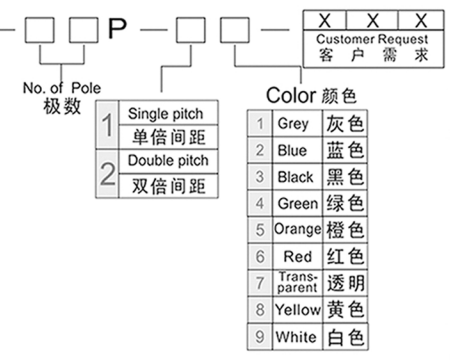 P
X X X
Customer Request
客户需求
No. of Pole
极数
1 Single pitch
单倍间距
2 Double pitch
双倍间距
Color 颜色
1 Grey 灰色
2 Blue 蓝色
3 Black 黑色
4 Green 绿色
5 Orange 橙色
6 Red 红色
7 Trans-
parent 透明
8 Yellow 黄色
9 White 白色